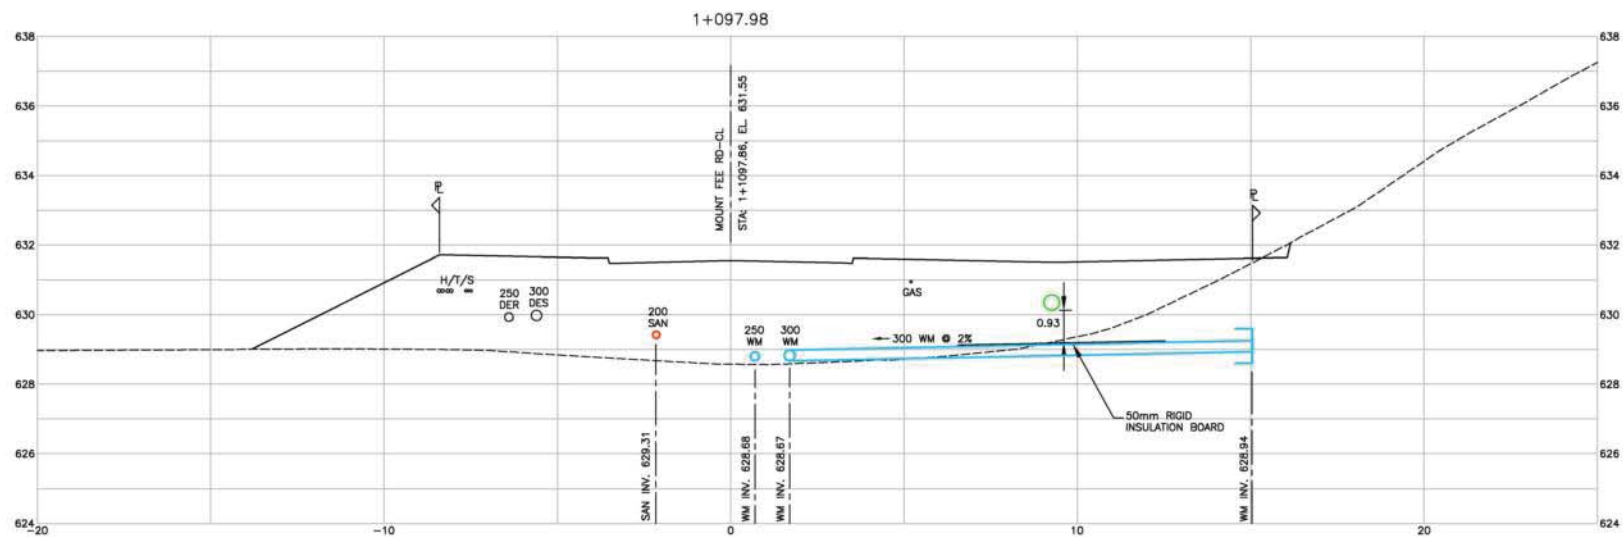 1+097.98
638
638
636
636
634
634
632
632
630
630
628
628
626
626
624
624
-20
-10
0
10
20
MOUNT FEE RD-CL
STA: 1+1097.86, EL. 631.55
PL
PL
H/T/S
250
DER
300
DES
200
SAN
250
WM
300
WM
GAS
0.93
300 WM @ 2%
50mm RIGID
INSULATION BOARD
SAN INV. 629.31
WM INV. 628.68
WM INV. 628.67
WM INV. 628.94